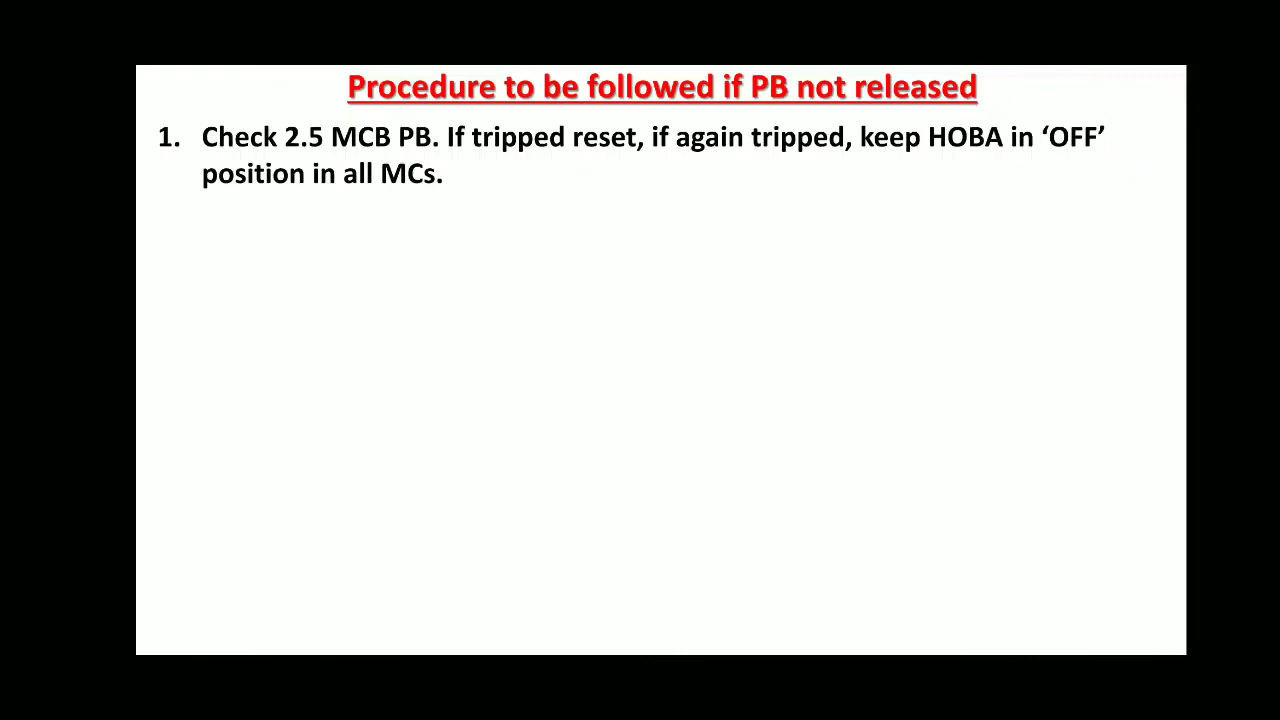 Procedure to be followed if PB not released
1. Check 2.5 MCB PB. If tripped reset, if again tripped, keep HOBA in ‘OFF’
position in all MCs.